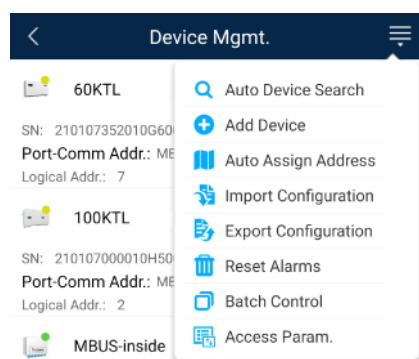 Device Mgmt.
60KTL
SN: 210107352010G60
Port-Comm Addr.: ME
Logical Addr.: 7
100KTL
SN: 210107000010H50
Port-Comm Addr.: ME
Logical Addr.: 2
MBUS-inside
Auto Device Search
Add Device
Auto Assign Address
Import Configuration
Export Configuration
Reset Alarms
Batch Control
Access Param.